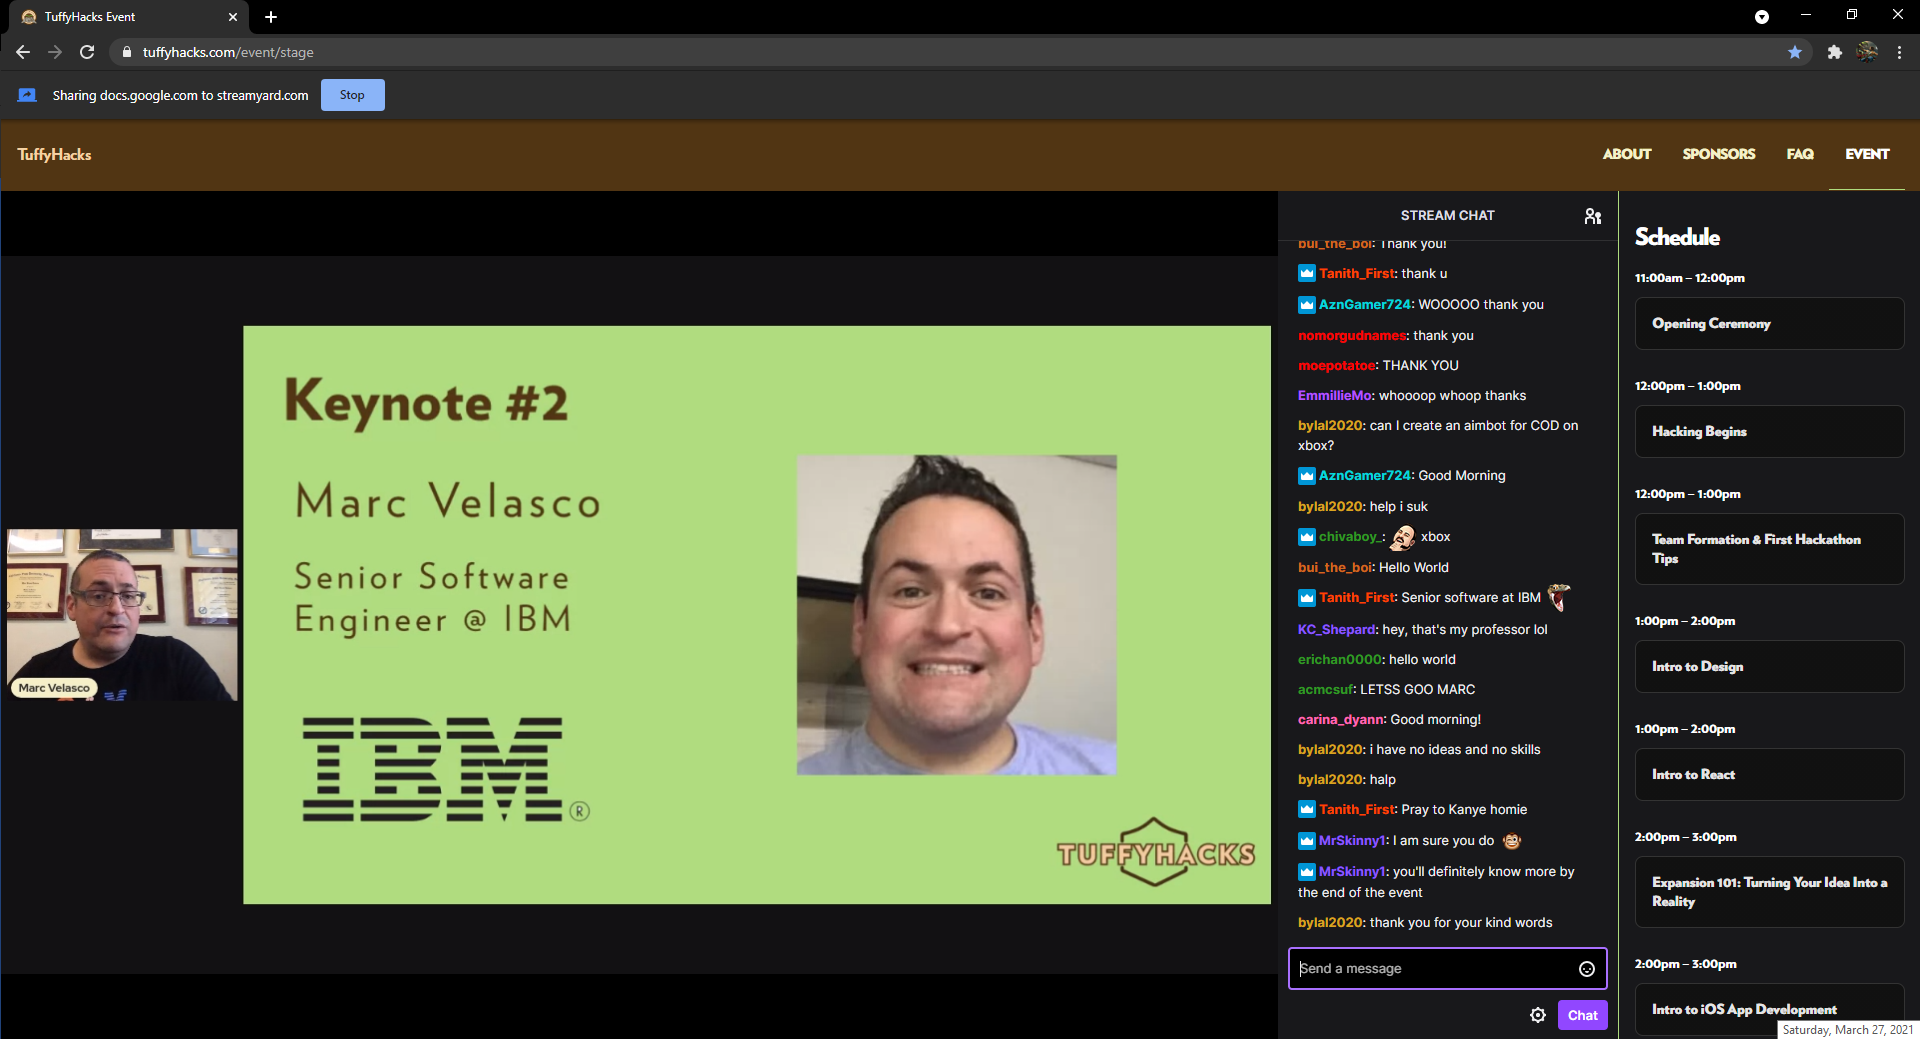 TuffyHacks Event
tuffyhacks.com/event/stage
Sharing docs.google.com to streamyard.com
Stop
TuffyHacks
ABOUT
SPONSORS
FAQ
EVENT
Keynote #2
Marc Velasco
Senior Software
Engineer @ IBM
IBM®
TUFFYHACKS
Marc Velasco
STREAM CHAT
bui_the_boi: Thank you!
Tanith_First: thank u
AznGamer724: WOOOOO thank you
nomorgudnames: thank you
moepotatoe: THANK YOU
EmmillieMo: whoooop whoop thanks
bylal2020: can I create an aimbot for COD on
xbox?
AznGamer724: Good Morning
bylal2020: help i suk
chivaboy_: xbox
bui_the_boi: Hello World
Tanith_First: Senior software at IBM
KC_Shepard: hey, that's my professor lol
erichan0000: hello world
acmcsuf: LETSS GOO MARC
carina_dyann: Good morning!
bylal2020: i have no ideas and no skills
bylal2020: halp
Tanith_First: Pray to Kanye homie
MrSkinny1: I am sure you do
MrSkinny1: you'll definitely know more by
the end of the event
bylal2020: thank you for your kind words
Send a message
Chat
Schedule
11:00am – 12:00pm
Opening Ceremony
12:00pm – 1:00pm
Hacking Begins
12:00pm – 1:00pm
Team Formation & First Hackathon
Tips
1:00pm – 2:00pm
Intro to Design
1:00pm – 2:00pm
Intro to React
2:00pm – 3:00pm
Expansion 101: Turning Your Idea Into a
Reality
2:00pm – 3:00pm
Intro to iOS App Development
Saturday, March 27, 2021